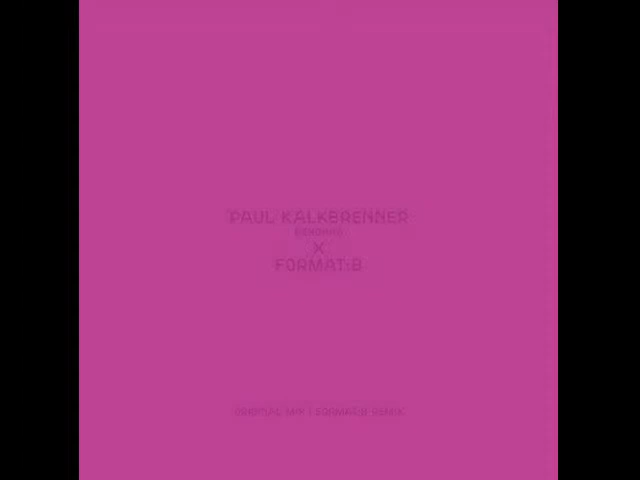 PAUL KALKBRENNER
X
FORMAT:B
ORIGINAL MIX | FORMAT:B REMIX